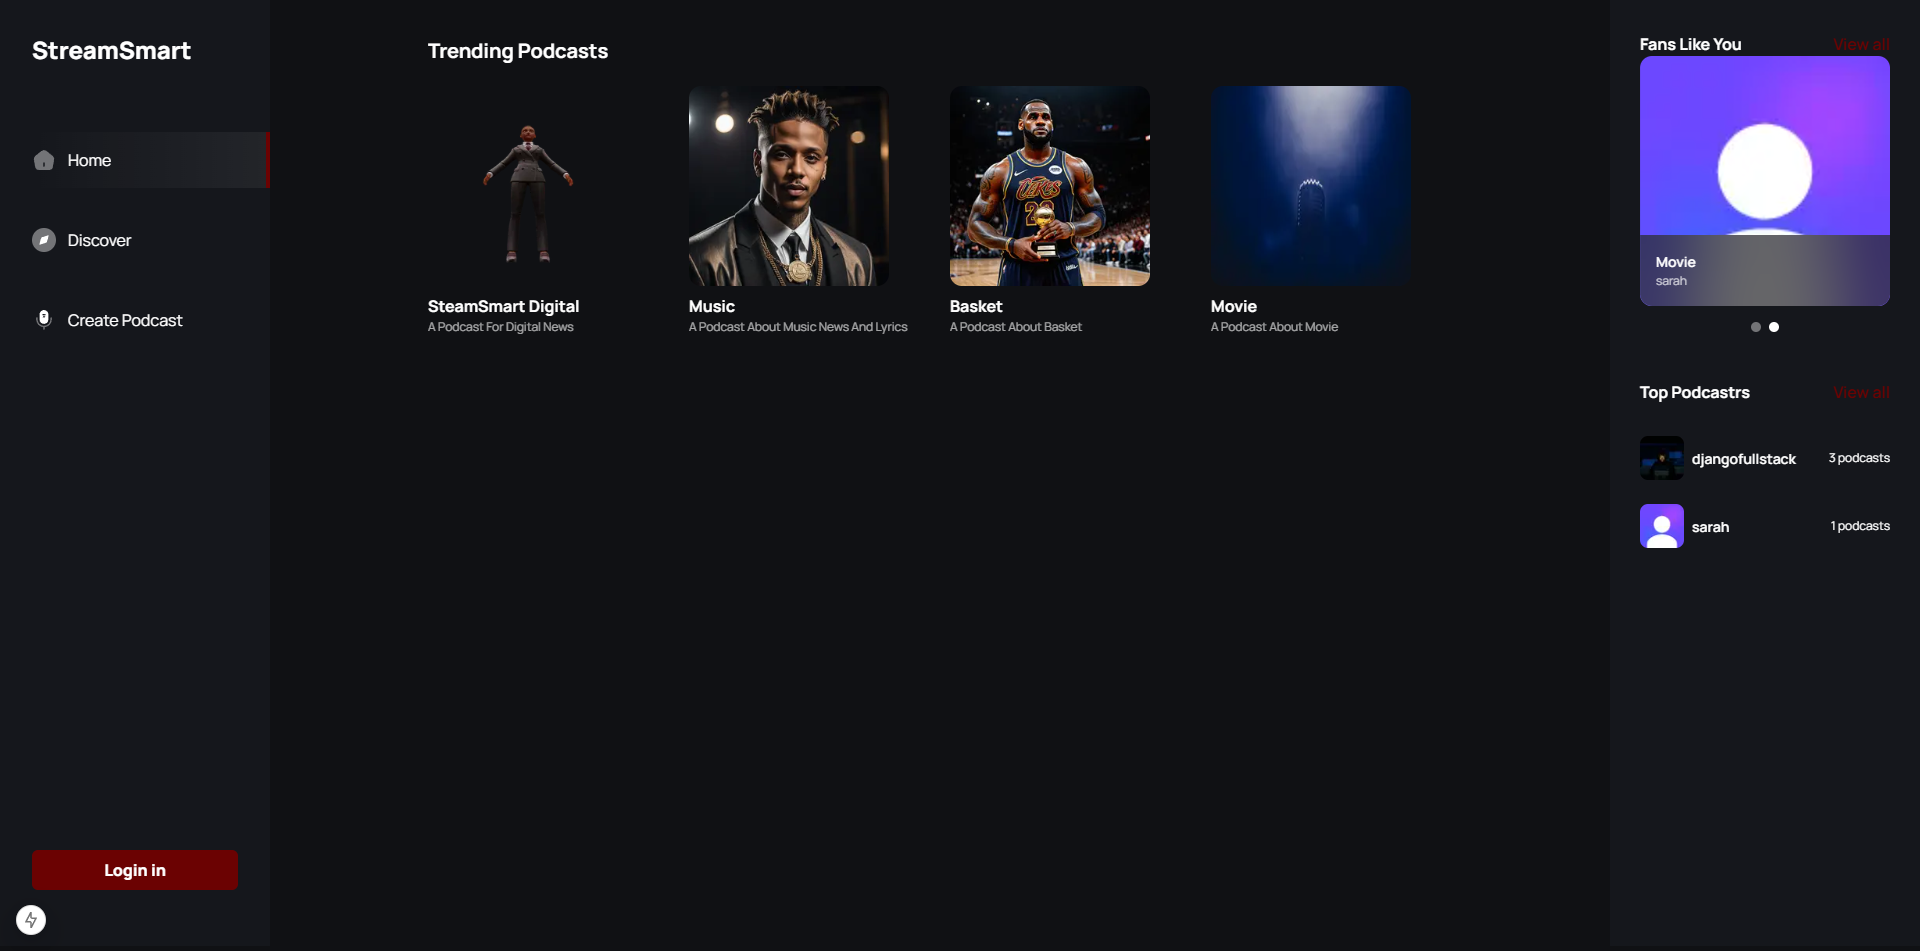 StreamSmart
Home
Discover
Create Podcast
Login in
Trending Podcasts
SteamSmart Digital
A Podcast For Digital News
Music
A Podcast About Music News And Lyrics
Basket
A Podcast About Basket
Movie
A Podcast About Movie
Fans Like You
View all
Movie
sarah
Top Podcastrs
View all
djangofullstack
3 podcasts
sarah
1 podcasts